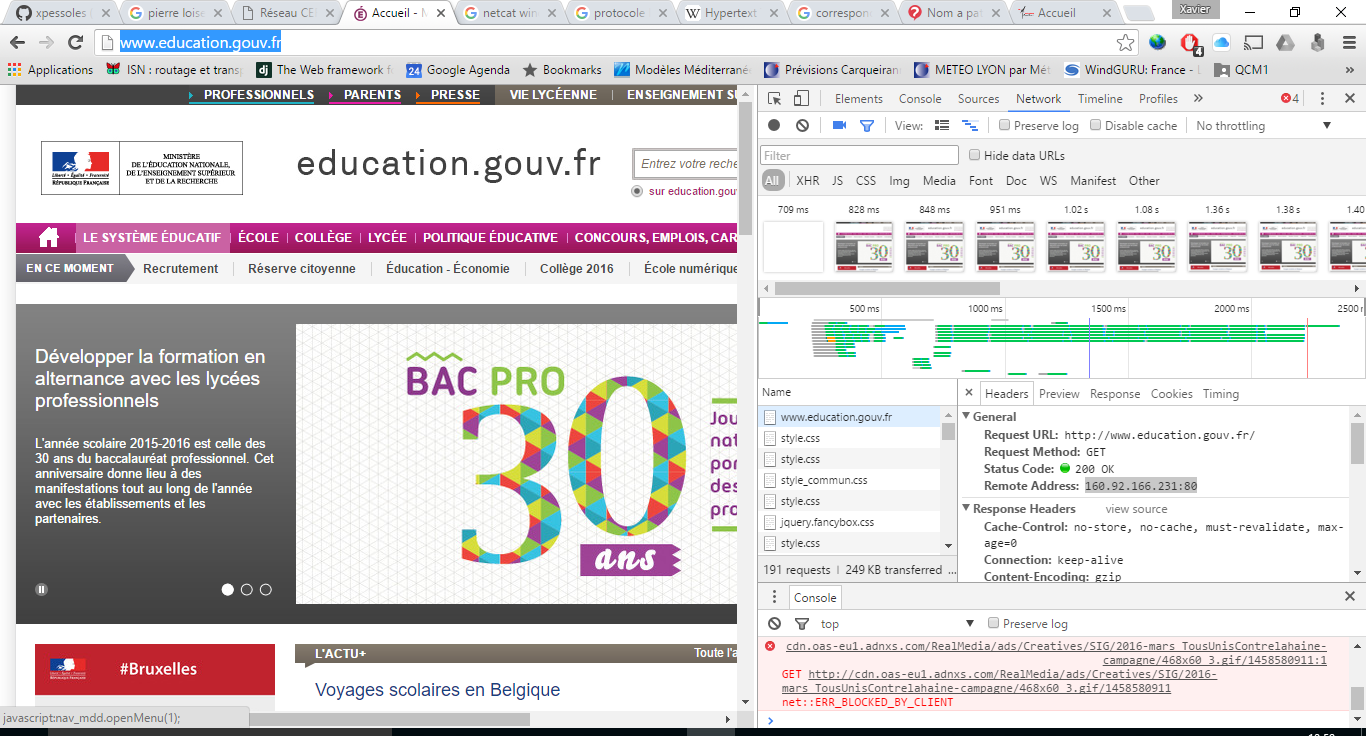 xpessoles
pierre loise
Réseau CE
Accueil - M
netcat win
protocole
Hypertext
correspon
Nom a pa
Accueil
Xavier
www.education.gouv.fr
4
Applications
ISN : routage et transp
The Web framework f
24 Google Agenda
Bookmarks
Modèles Méditerrané
Prévisions Carqueiran
METEO LYON par Mét
WindGURU: France - L
QCM1
»
PROFESSIONNELS
PARENTS
PRESSE
VIE LYCÉENNE
ENSEIGNEMENT SU
Liberté • Égalité • Fraternité
RÉPUBLIQUE FRANÇAISE
MINISTÈRE
DE L'ÉDUCATION NATIONALE,
DE L'ENSEIGNEMENT SUPÉRIEUR
ET DE LA RECHERCHE
education.gouv.fr
Entrez votre reche
sur education.gou
LE SYSTÈME ÉDUCATIF
ÉCOLE
COLLÈGE
LYCÉE
POLITIQUE ÉDUCATIVE
CONCOURS, EMPLOIS, CAR
EN CE MOMENT
Recrutement
Réserve citoyenne
Éducation - Économie
Collège 2016
École numérique
Développer la formation en
alternance avec les lycées
professionnels
L'année scolaire 2015-2016 est celle des
30 ans du baccalauréat professionnel. Cet
anniversaire donne lieu à des
manifestations tout au long de l'année
avec les établissements et les
partenaires.
BAC PRO
30
ans
Jou
nat
por
des
pro
#Bruxelles
L'ACTU+
Toute l'a
Voyages scolaires en Belgique
javascript:nav_mdd.openMenu(1);
Elements
Console
Sources
Network
Timeline
Profiles
»
4
View:
Preserve log
Disable cache
No throttling
Filter
Hide data URLs
All
XHR
JS
CSS
Img
Media
Font
Doc
WS
Manifest
Other
709 ms
828 ms
848 ms
951 ms
1.02 s
1.08 s
1.36 s
1.38 s
1.40
500 ms
1000 ms
1500 ms
2000 ms
2500 r
Name
www.education.gouv.fr
style.css
style.css
style_commun.css
style.css
jquery.fancybox.css
style.css
191 requests | 249 KB transferred ...
Headers
Preview
Response
Cookies
Timing
General
Request URL: http://www.education.gouv.fr/
Request Method: GET
Status Code: 200 OK
Remote Address: 160.92.166.231:80
Response Headers
view source
Cache-Control: no-store, no-cache, must-revalidate, max-
age=0
Connection: keep-alive
Content-Encoding: gzip
Console
top
Preserve log
cdn.oas-eu1.adnxs.com/RealMedia/ads/Creatives/SIG/2016-mars_TousUnisContrelahaine-
campagne/468x60_3.gif/1458580911:1
GET http://cdn.oas-eu1.adnxs.com/RealMedia/ads/Creatives/SIG/2016-
mars_TousUnisContrelahaine-campagne/468x60_3.gif/1458580911
net::ERR_BLOCKED_BY_CLIENT